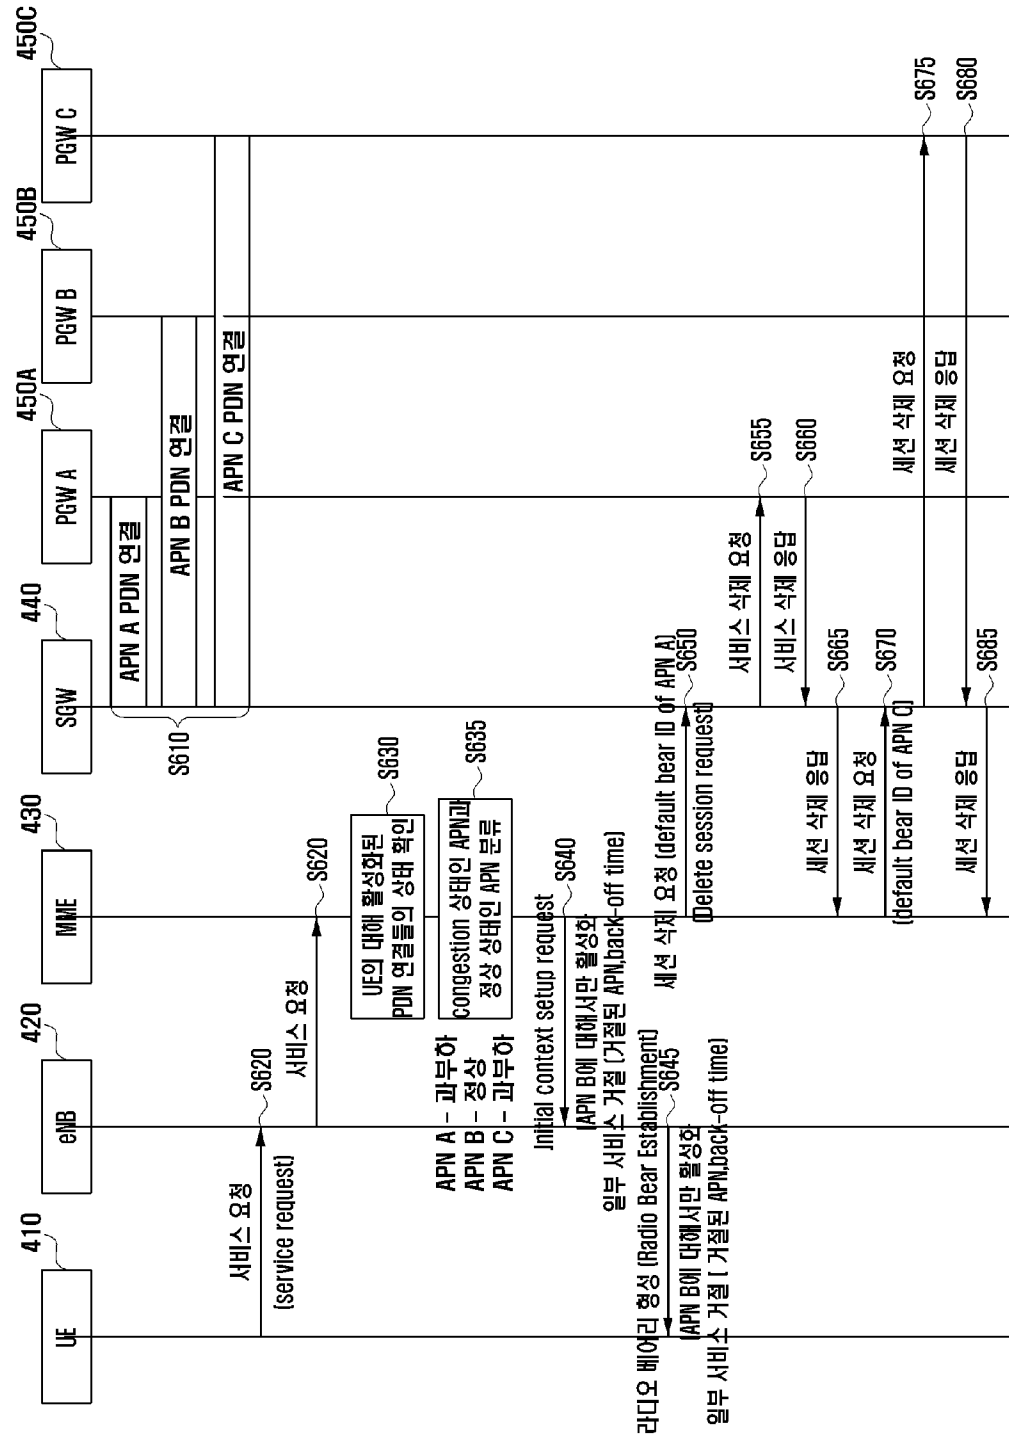 410
UE
420
eNB
430
MME
440
SGW
450A
PGW A
450B
PGW B
450C
PGW C
APN A PDN 연결
APN B PDN 연결
APN C PDN 연결
S610
서비스 요청
(service request)
S620
서비스 요청
S620
UE의 대해 활성화된
PDN 연결들의 상태 확인
S630
congestion 상태인 APN과
정상 상태인 APN 분류
S635
APN A - 과부하
APN B - 정상
APN C - 과부하
Initial context setup request
S640
(APN B에 대해서만 활성화
일부 서비스 거절 (거절된 APN,back-off time)
라디오 베어리 형성 (Radio Bear Establishment)
S645
(APN B에 대해서만 활성화
일부 서비스 거절 ( 거절된 APN,back-off time)
세션 삭제 요청 (default bear ID of APN A)
S650
(Delete session request)
서비스 삭제 요청
S655
서비스 삭제 응답
S660
세션 삭제 응답
S665
세션 삭제 요청
S670
(default bear ID of APN C)
세션 삭제 요청
S675
세션 삭제 응답
S680
세션 삭제 응답
S685